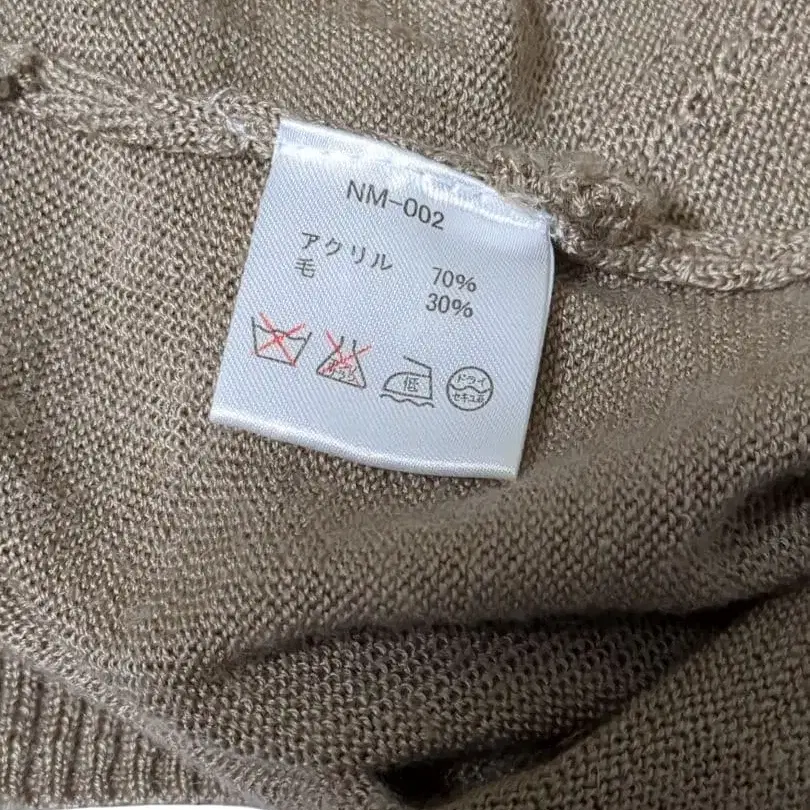 NM-002
アクリル 70%
毛 30%
低
ドライ
セキユ系